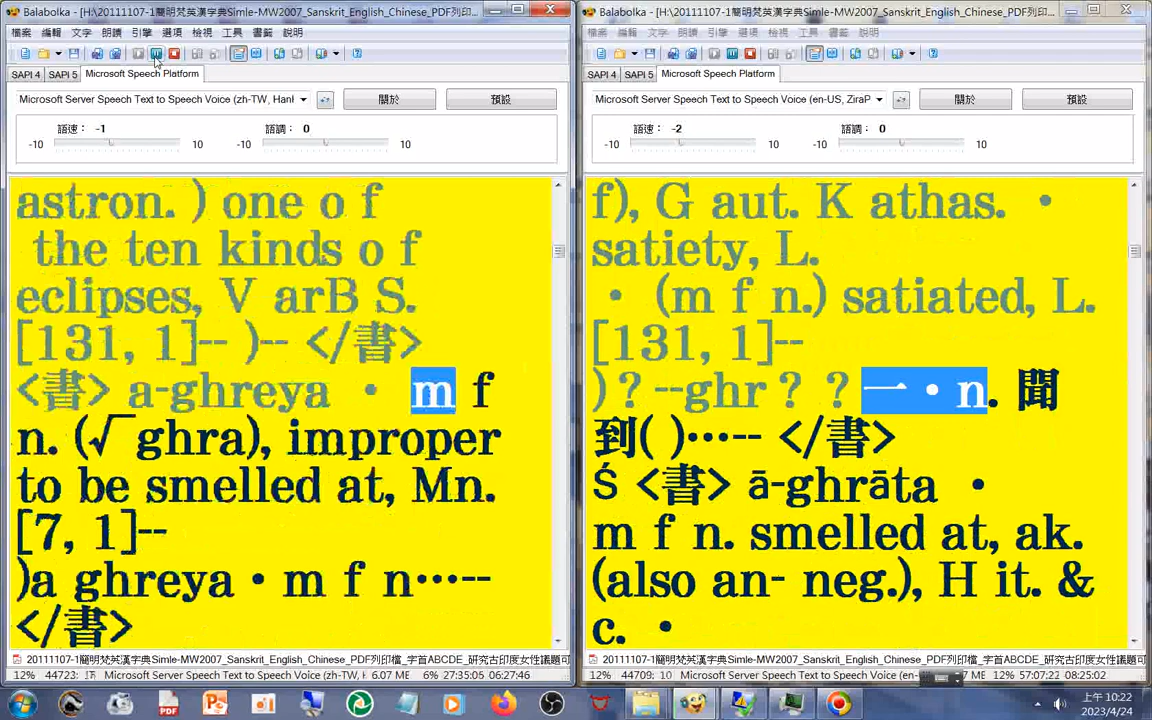 Balabolka - [H:\20111107-1簡明梵英漢字典Simle-MW2007_Sanskrit_English_Chinese_PDF列印...
檔案 編輯 文字 朗讀 引擎 選項 檢視 工具 書籤 說明
SAPI 4 SAPI 5 Microsoft Speech Platform
Microsoft Server Speech Text to Speech Voice (zh-TW, Han 關於 預設
語速： -1 語調： 0
-10 10 -10 10
astron. ) one o f
the ten kinds o f
eclipses, V arB S.
[131, 1]-- )-- </書>
<書> a-ghreya • m f
n. (√ ghra), improper
to be smelled at, Mn.
[7, 1]--
)a ghreya • m f n…--
</書>
20111107-1簡明梵英漢字典Simle-MW2007_Sanskrit_English_Chinese_PDF列印檔_字首ABCDE_研究古印度女性議題可
12% 44723: Microsoft Server Speech Text to Speech Voice (zh-TW, H 6.07 MB 6% 27:35:05 06:27:46
Balabolka - [H:\20111107-1簡明梵英漢字典Simle-MW2007_Sanskrit_English_Chinese_PDF列印...
檔案 編輯 文字 朗讀 引擎 選項 檢視 工具 書籤 說明
SAPI 4 SAPI 5 Microsoft Speech Platform
Microsoft Server Speech Text to Speech Voice (en-US, ZiraP 關於 預設
語速： -2 語調： 0
-10 10 -10 10
f), G aut. K athas. •
satiety, L.
• (m f n.) satiated, L.
[131, 1]--
)？--ghr？？一•n. 聞
到( )…-- </書>
Ś <書> ā-ghrāta •
m f n. smelled at, ak.
(also an- neg.), H it. &
c. •
20111107-1簡明梵英漢字典Simle-MW2007_Sanskrit_English_Chinese_PDF列印檔_字首ABCDE_研究古印度女性議題可
12% 44709: 10 Microsoft Server Speech Text to Speech Voice (en-US, 12% 57:07:22 08:25:02
上午 10:22
2023/4/24